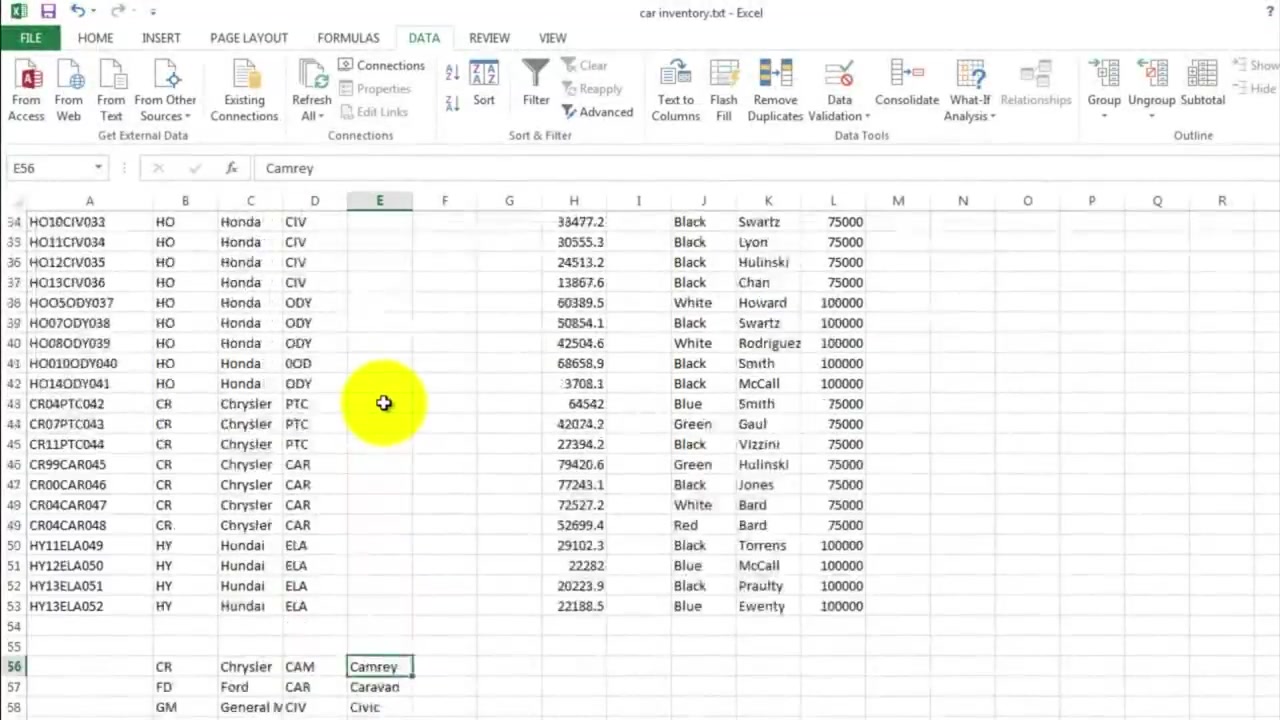 car inventory.txt - Excel
?
FILE HOME INSERT PAGE LAYOUT FORMULAS DATA REVIEW VIEW
From Access
From Web
From Text
From Other Sources
Existing Connections
Get External Data
Refresh All
Connections
Properties
Edit Links
Connections
Sort
Filter
Clear
Reapply
Advanced
Sort & Filter
Text to Columns
Flash Fill
Remove Duplicates
Data Validation
Consolidate
What-If Analysis
Relationships
Data Tools
Group
Ungroup
Subtotal
Show
Hide
Outline
E56 fx Camrey
A B C D E F G H I J K L M N O P Q R
34 HO10CIV033 HO Honda CIV 33477.2 Black Swartz 75000
35 HO11CIV034 HO Honda CIV 30555.3 Black Lyon 75000
36 HO12CIV035 HO Honda CIV 24513.2 Black Hulinski 75000
37 HO13CIV036 HO Honda CIV 13867.6 Black Chan 75000
38 HOO5ODY037 HO Honda ODY 60389.5 White Howard 100000
39 HO07ODY038 HO Honda ODY 50854.1 Black Swartz 100000
40 HO08ODY039 HO Honda ODY 42504.6 White Rodriguez 100000
41 HO010ODY040 HO Honda 0OD 68658.9 Black Smith 100000
42 HO14ODY041 HO Honda ODY 3708.1 Black McCall 100000
43 CR04PTC042 CR Chrysler PTC 64542 Blue Smith 75000
44 CR07PTC043 CR Chrysler PTC 42074.2 Green Gaul 75000
45 CR11PTC044 CR Chrysler PTC 27394.2 Black Vizzini 75000
46 CR99CAR045 CR Chrysler CAR 79420.6 Green Hulinski 75000
47 CR00CAR046 CR Chrysler CAR 77243.1 Black Jones 75000
CR04CAR047 CR Chrysler CAR 72527.2 White Bard 75000
49 CR04CAR048 CR Chrysler CAR 52699.4 Red Bard 75000
50 HY11ELA049 HY Hundai ELA 29102.3 Black Torrens 100000
51 HY12ELA050 HY Hundai ELA 22282 Blue McCall 100000
52 HY13ELA051 HY Hundai ELA 20223.9 Black Praulty 100000
53 HY13ELA052 HY Hundai ELA 22188.5 Blue Ewenty 100000
54
55
56 CR Chrysler CAM Camrey
57 FD Ford CAR Caravan
58 GM General M CIV Civic